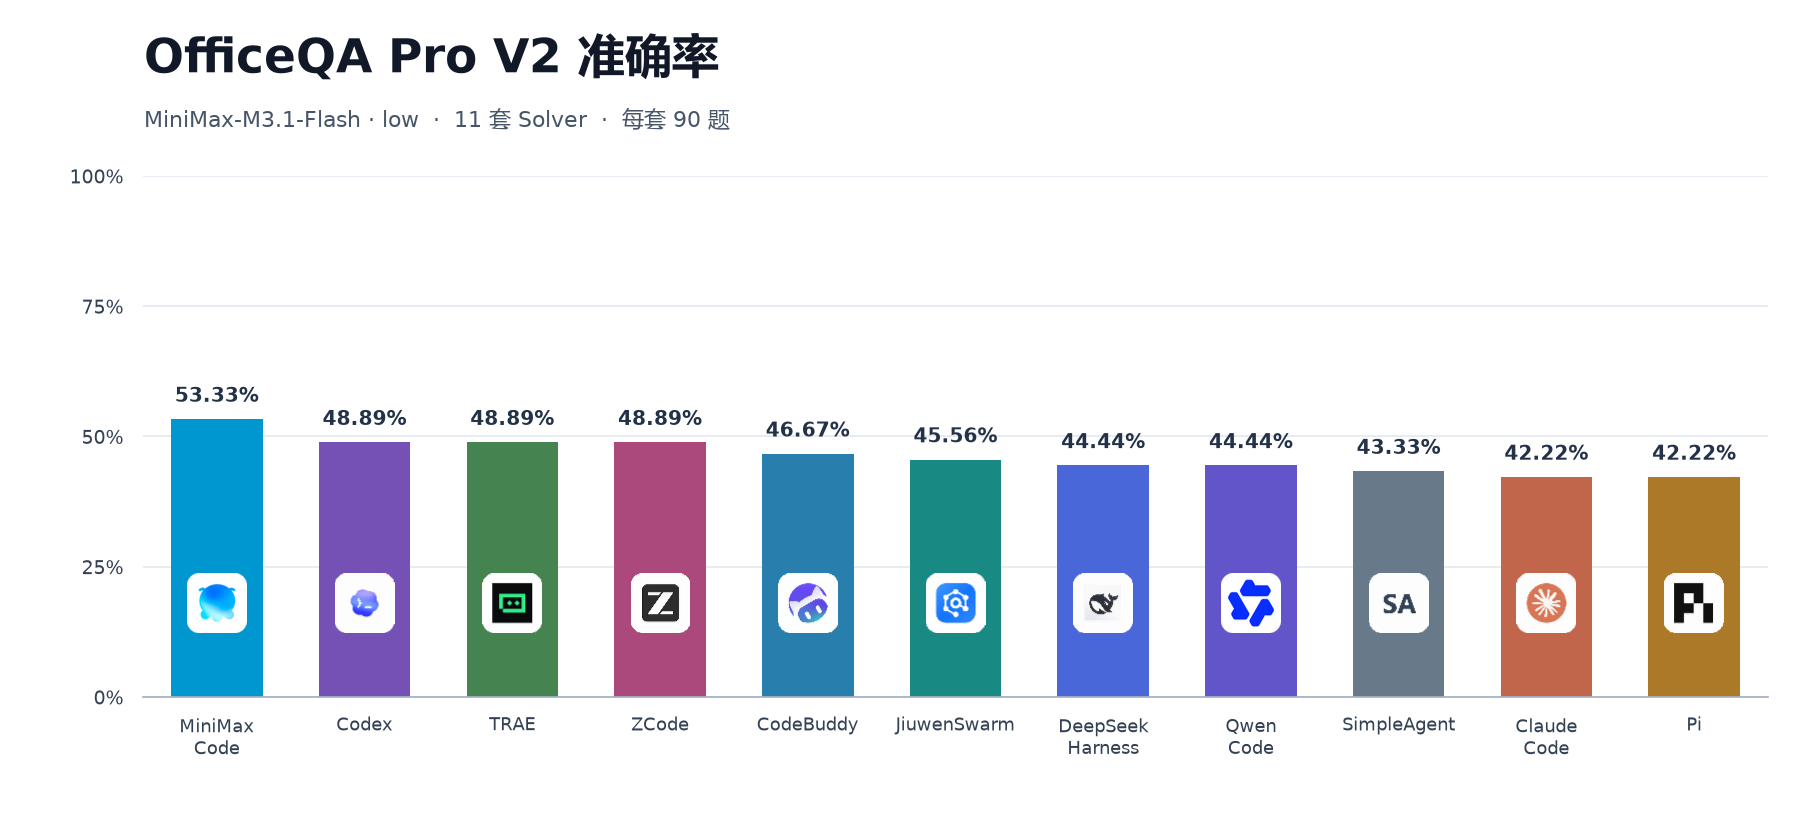 OfficeQA Pro V2 准确率
MiniMax-M3.1-Flash · low · 11 套 Solver · 每套 90 题
100%
75%
50%
25%
0%
53.33%
48.89%
48.89%
48.89%
46.67%
45.56%
44.44%
44.44%
43.33%
42.22%
42.22%
SA
MiniMax
Code
Codex
TRAE
ZCode
CodeBuddy
JiuwenSwarm
DeepSeek
Harness
Qwen
Code
SimpleAgent
Claude
Code
Pi